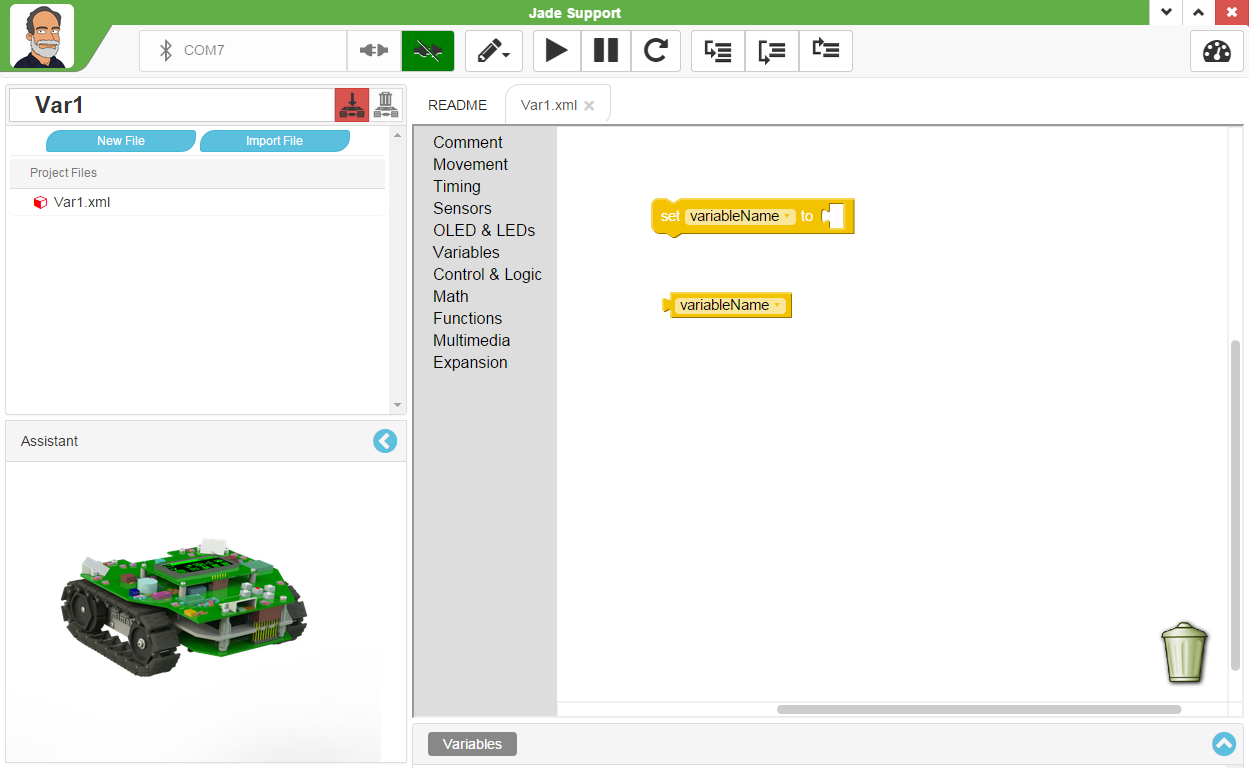 Jade Support
COM7
Var1
New File
Import File
Project Files
Var1.xml
Assistant
README
Var1.xml
Comment
Movement
Timing
Sensors
OLED & LEDs
Variables
Control & Logic
Math
Functions
Multimedia
Expansion
set variableName to
variableName
Variables